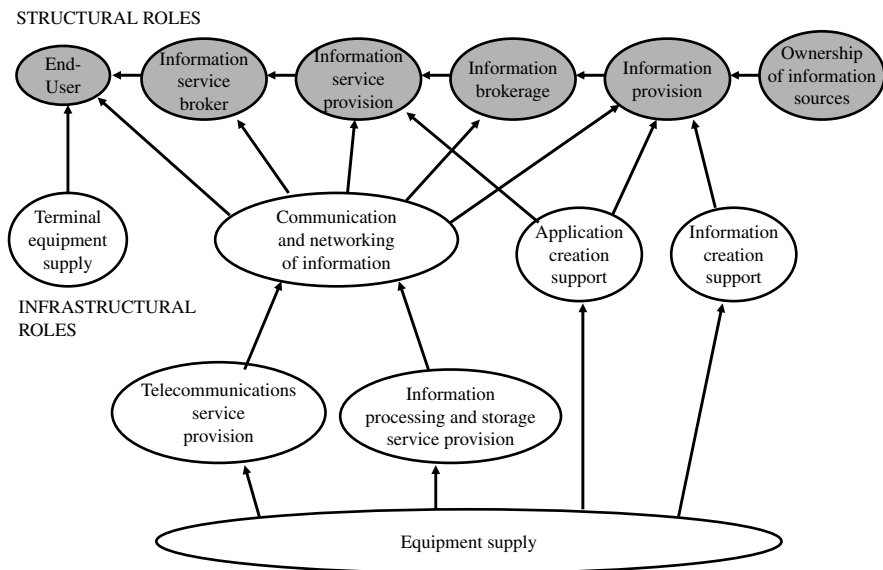 STRUCTURAL ROLES
End-
User
Information
service
broker
Information
service
provision
Information
brokerage
Information
provision
Ownership
of information
sources
Terminal
equipment
supply
Communication
and networking
of information
Application
creation
support
Information
creation
support
INFRASTRUCTURAL
ROLES
Telecommunications
service
provision
Information
processing and storage
service provision
Equipment supply